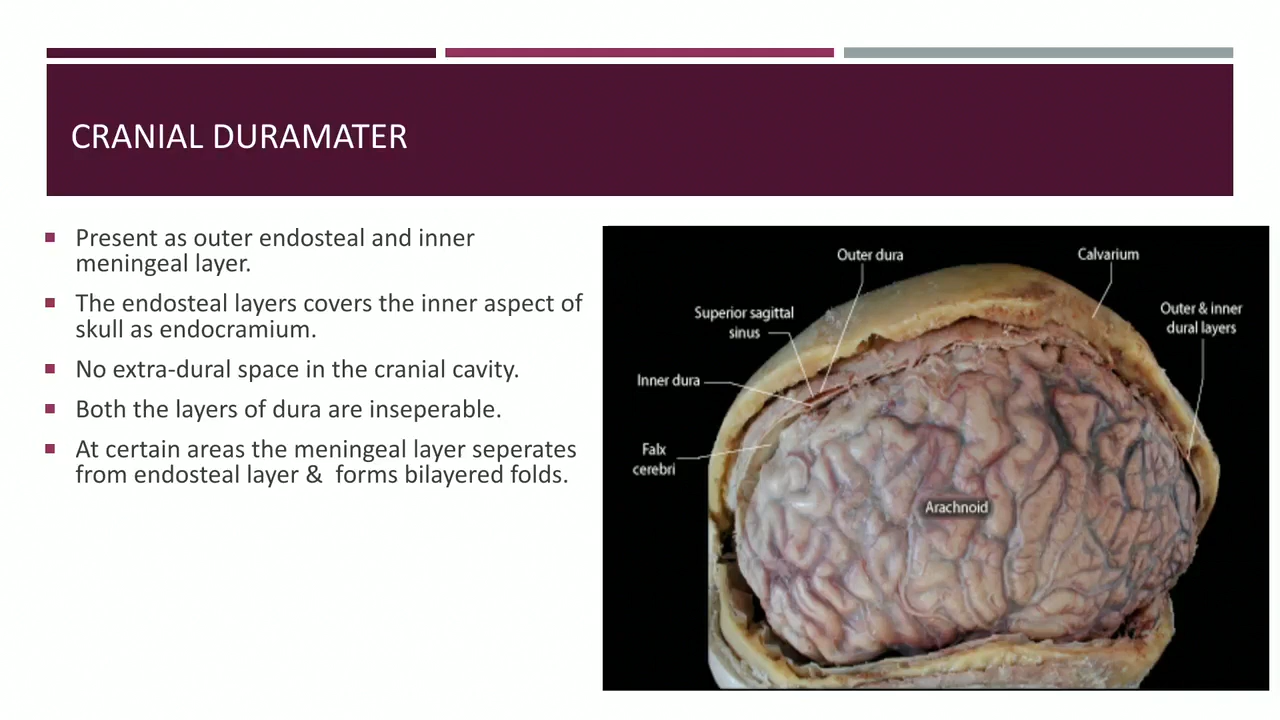 CRANIAL DURAMATER
Present as outer endosteal and inner
meningeal layer.
The endosteal layers covers the inner aspect of
skull as endocramium.
No extra-dural space in the cranial cavity.
Both the layers of dura are inseperable.
At certain areas the meningeal layer seperates
from endosteal layer & forms bilayered folds.
Outer dura
Calvarium
Superior sagittal
sinus
Outer & inner
dural layers
Inner dura
Falx
cerebri
Arachnoid